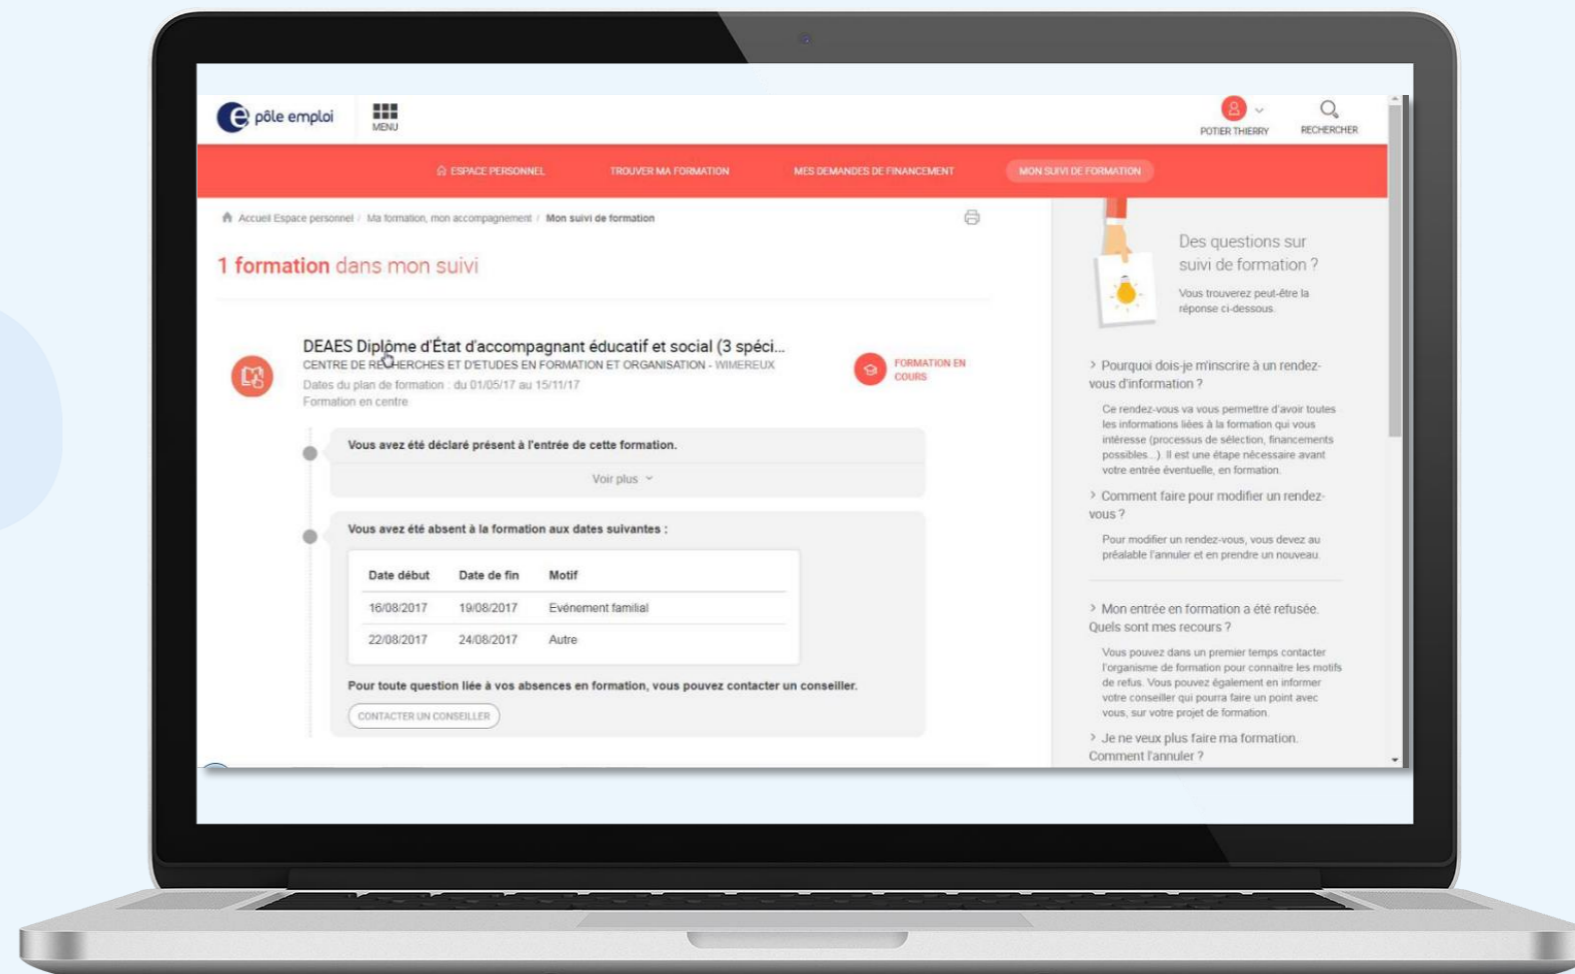 pôle emploi
MENU
POTIER THIERRY
RECHERCHER
ESPACE PERSONNEL
TROUVER MA FORMATION
MES DEMANDES DE FINANCEMENT
MON SUIVI DE FORMATION
Accueil Espace personnel / Ma formation, mon accompagnement / Mon suivi de formation
1 formation dans mon suivi
DEAES Diplôme d'État d'accompagnant éducatif et social (3 spéci...
CENTRE DE RECHERCHES ET D'ETUDES EN FORMATION ET ORGANISATION - WIMEREUX
Dates du plan de formation : du 01/05/17 au 15/11/17
Formation en centre
FORMATION EN
COURS
Vous avez été déclaré présent à l'entrée de cette formation.
Voir plus
Vous avez été absent à la formation aux dates suivantes :
Date début Date de fin Motif
16/08/2017 19/08/2017 Evénement familial
22/08/2017 24/08/2017 Autre
Pour toute question liée à vos absences en formation, vous pouvez contacter un conseiller.
CONTACTER UN CONSEILLER
Des questions sur
suivi de formation ?
Vous trouverez peut-être la
réponse ci-dessous.
> Pourquoi dois-je m'inscrire à un rendez-
vous d'information ?
Ce rendez-vous va vous permettre d'avoir toutes
les informations liées à la formation qui vous
intéresse (processus de sélection, financements
possibles...). Il est une étape nécessaire avant
votre entrée éventuelle, en formation.
> Comment faire pour modifier un rendez-
vous ?
Pour modifier un rendez-vous, vous devez au
préalable l'annuler et en prendre un nouveau.
> Mon entrée en formation a été refusée.
Quels sont mes recours ?
Vous pouvez dans un premier temps contacter
l'organisme de formation pour connaitre les motifs
de refus. Vous pouvez également en informer
votre conseiller qui pourra faire un point avec
vous, sur votre projet de formation.
> Je ne veux plus faire ma formation.
Comment l'annuler ?